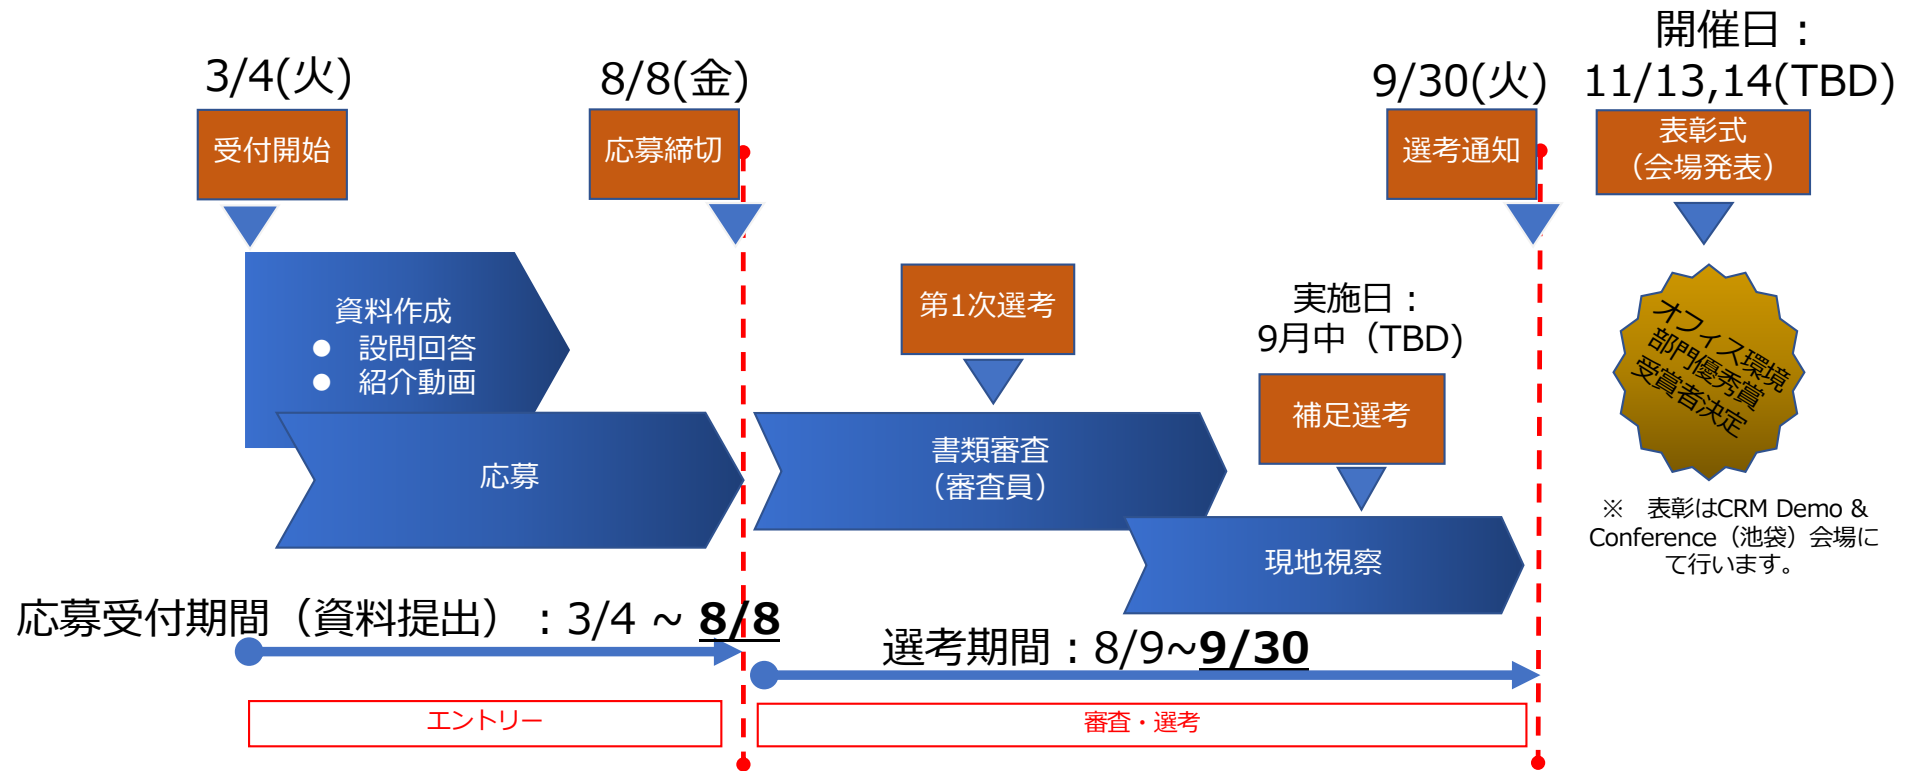 3/4(火)
受付開始
8/8(金)
応募締切
9/30(火)
選考通知
開催日：
11/13,14(TBD)
表彰式
（会場発表）
資料作成
● 設問回答
● 紹介動画
応募
第1次選考
書類審査
（審査員）
実施日：
9月中（TBD)
補足選考
現地視察
オフィス環境
部門優秀賞
受賞者決定
※　表彰はCRM Demo &
Conference（池袋）会場に
て行います。
応募受付期間（資料提出）：3/4 ~ 8/8
選考期間：8/9~9/30
エントリー
審査・選考